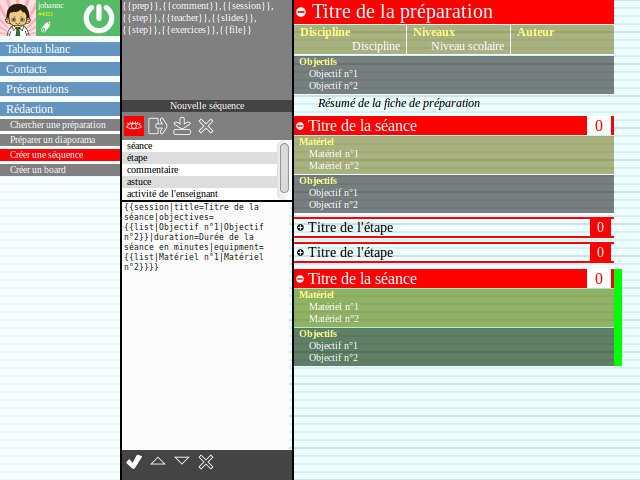 johannc
#4321
Tableau blanc
Contacts
Présentations
Rédaction
Chercher une préparation
Préparer un diaporama
Créer une séquence
Créer un board
{{prep}},{{comment}},{{session}},
{{step}},{{teacher}},{{slides}},
{{step}},{{exercices}},{{file}}
Nouvelle séquence
séance
étape
commentaire
astuce
activité de l'enseignant
{{session|title=Titre de la
séance|objectives=
{{list|Objectif n°1|Objectif
n°2}}|duration=Durée de la
séance en minutes|equipment=
{{list|Matériel n°1|Matériel
n°2}}}}
Titre de la préparation
Discipline
Niveaux
Auteur
Discipline
Niveau scolaire
Objectifs
Objectif n°1
Objectif n°2
Résumé de la fiche de préparation
Titre de la séance 0
Matériel
Matériel n°1
Matériel n°2
Objectifs
Objectif n°1
Objectif n°2
Titre de l'étape 0
Titre de l'étape 0
Titre de la séance 0
Matériel
Matériel n°1
Matériel n°2
Objectifs
Objectif n°1
Objectif n°2